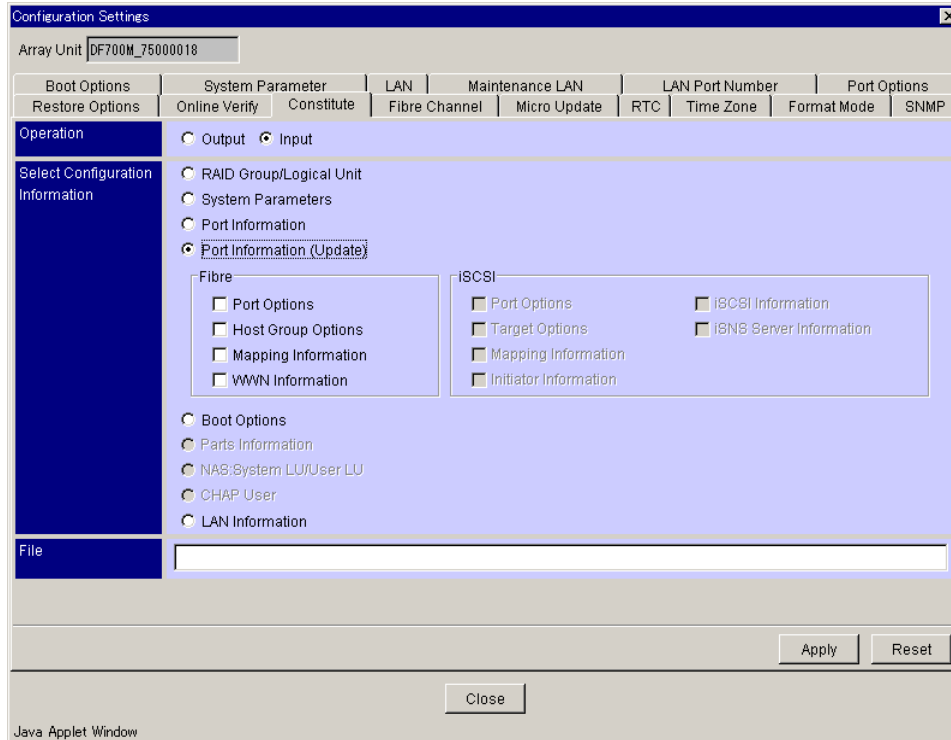 Configuration Settings
Array Unit DF700M_75000018
Boot Options System Parameter LAN Maintenance LAN LAN Port Number Port Options
Restore Options Online Verify Constitute Fibre Channel Micro Update RTC Time Zone Format Mode SNMP
Operation
Output Input
Select Configuration Information
RAID Group/Logical Unit
System Parameters
Port Information
Port Information (Update)
Fibre
Port Options
Host Group Options
Mapping Information
WWN Information
iSCSI
Port Options iSCSI Information
Target Options iSNS Server Information
Mapping Information
Initiator Information
Boot Options
Parts Information
NAS:System LU/User LU
CHAP User
LAN Information
File
Apply Reset
Close
Java Applet Window